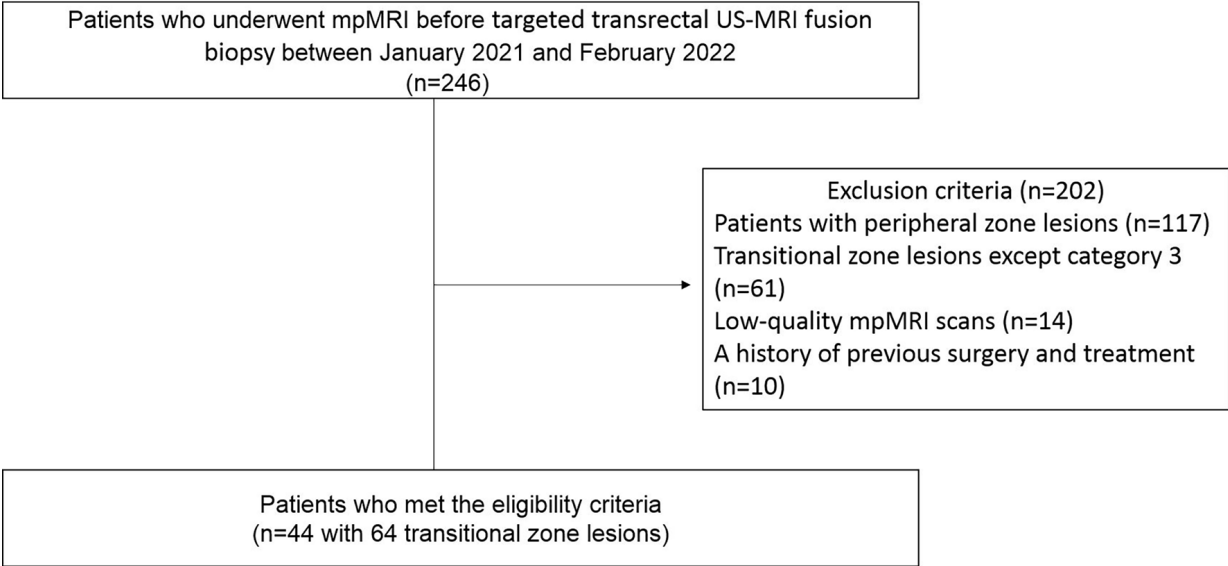 Patients who underwent mpMRI before targeted transrectal US-MRI fusion
biopsy between January 2021 and February 2022
(n=246)
Exclusion criteria (n=202)
Patients with peripheral zone lesions (n=117)
Transitional zone lesions except category 3
(n=61)
Low-quality mpMRI scans (n=14)
A history of previous surgery and treatment
(n=10)
Patients who met the eligibility criteria
(n=44 with 64 transitional zone lesions)